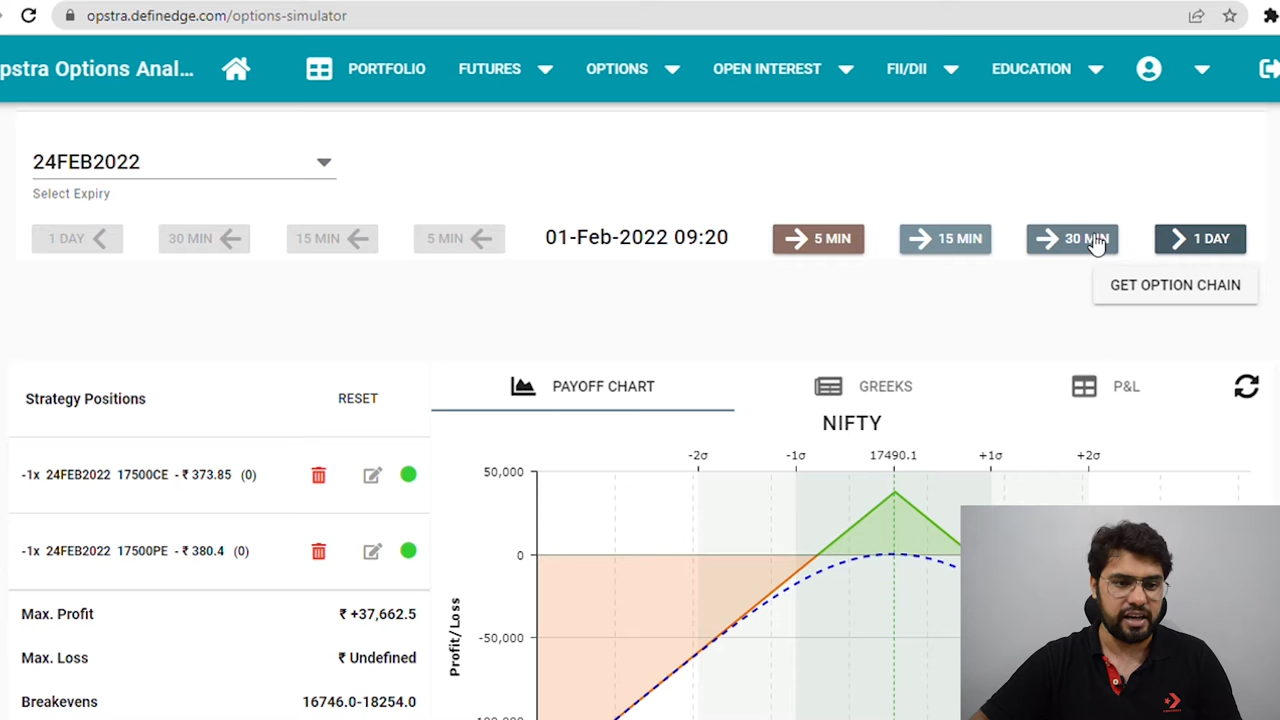 opstra.definedge.com/options-simulator
pstra Options Anal... PORTFOLIO FUTURES OPTIONS OPEN INTEREST FII/DII EDUCATION
24FEB2022
Select Expiry
1 DAY 30 MIN 15 MIN 5 MIN 01-Feb-2022 09:20 5 MIN 15 MIN 30 MIN 1 DAY
GET OPTION CHAIN
Strategy Positions RESET
PAYOFF CHART GREEKS P&L
NIFTY
-2σ -1σ 17490.1 +1σ +2σ
50,000
-1x 24FEB2022 17500CE - ₹ 373.85 (0)
-1x 24FEB2022 17500PE - ₹ 380.4 (0)
0
Max. Profit ₹ +37,662.5
-50,000
Profit/Loss
Max. Loss ₹ Undefined
Breakevens 16746.0-18254.0
-100,000